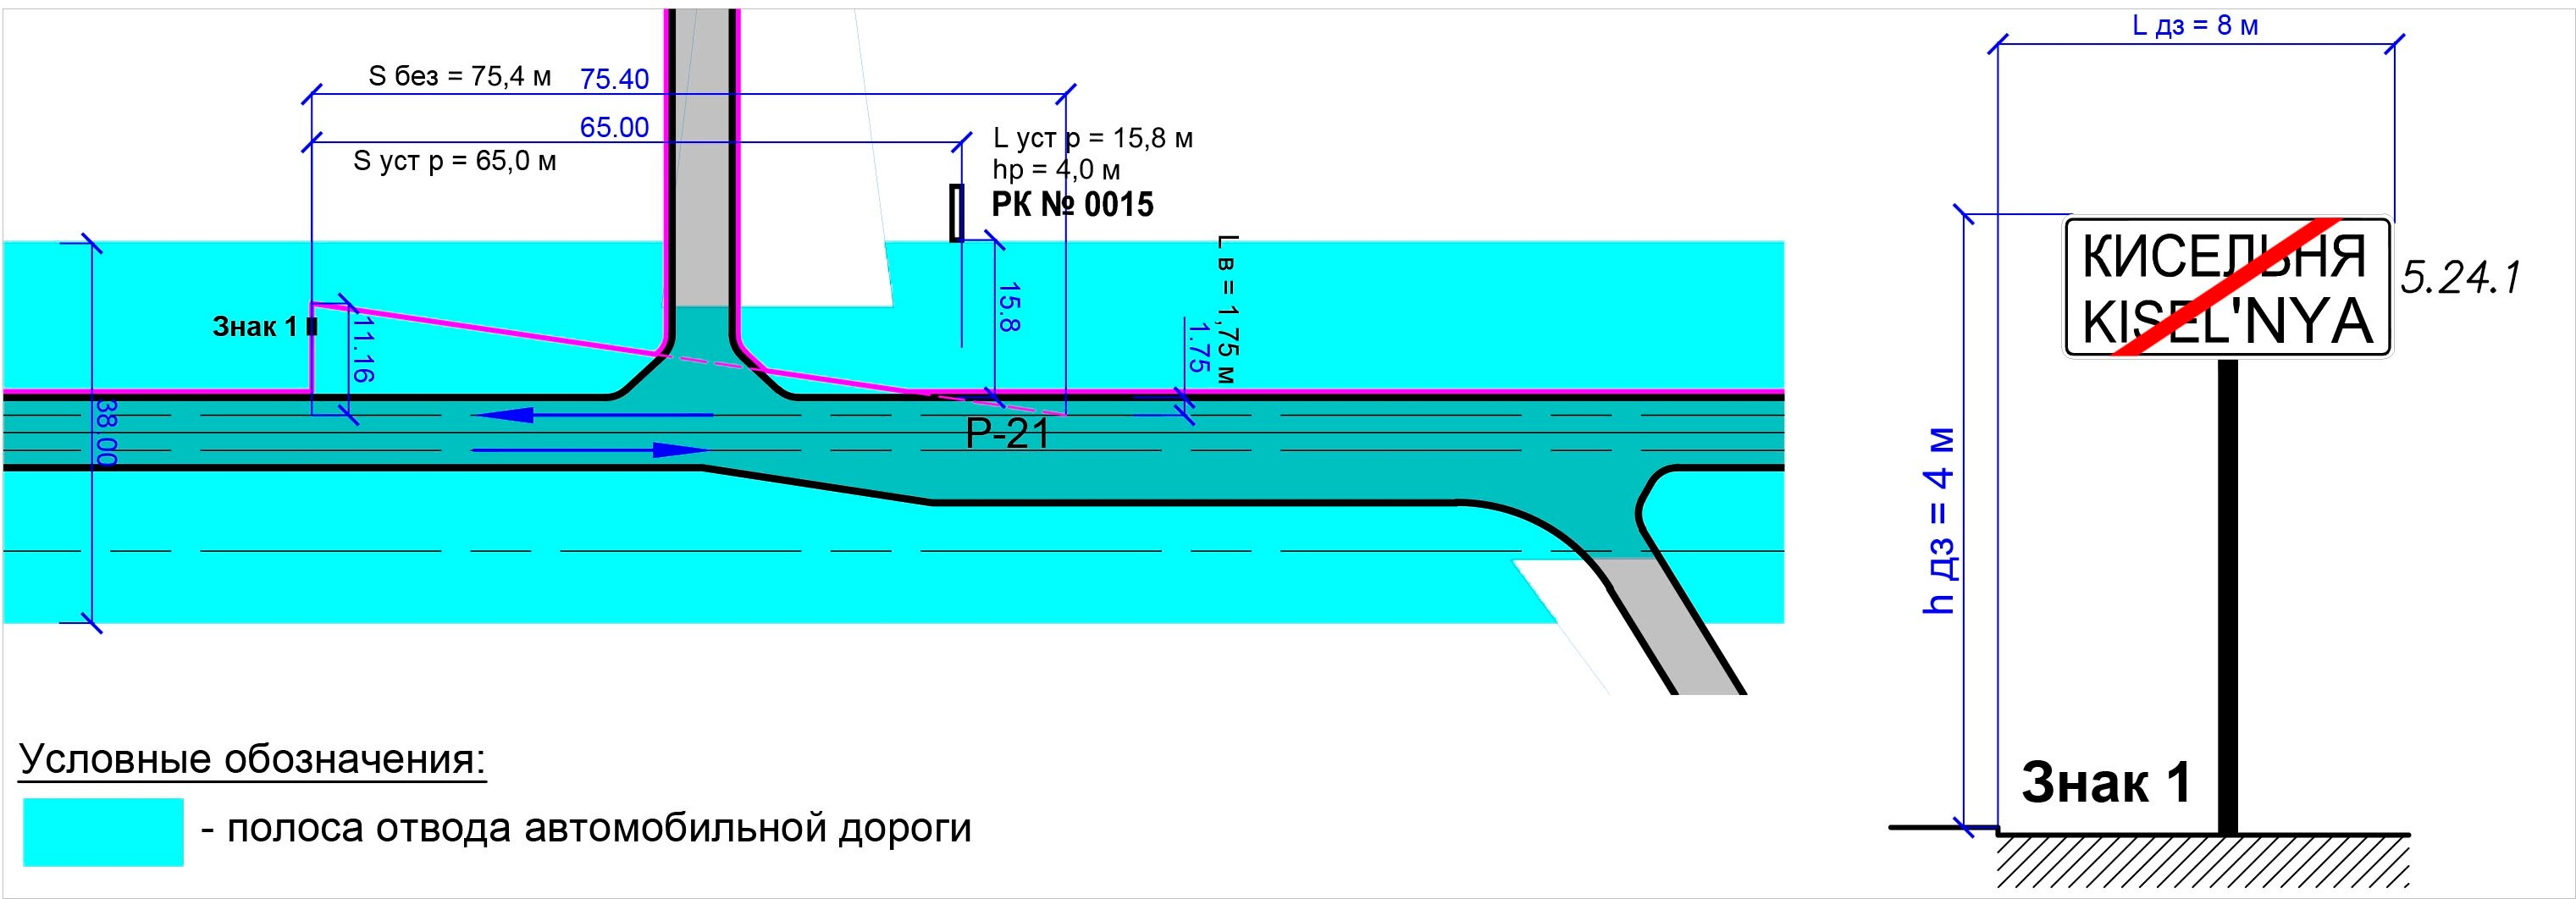 L дз = 8 м
S без = 75,4 м 75.40
65.00
S уст р = 65,0 м
L уст р = 15,8 м
hр = 4,0 м
РК № 0015
15.8
L в = 1,75 м
1.75
Знак 1
11.16
38.00
Р-21
КИСЕЛЬНЯ
KISEL'NYA
5.24.1
h дз = 4 м
Знак 1
Условные обозначения:
- полоса отвода автомобильной дороги